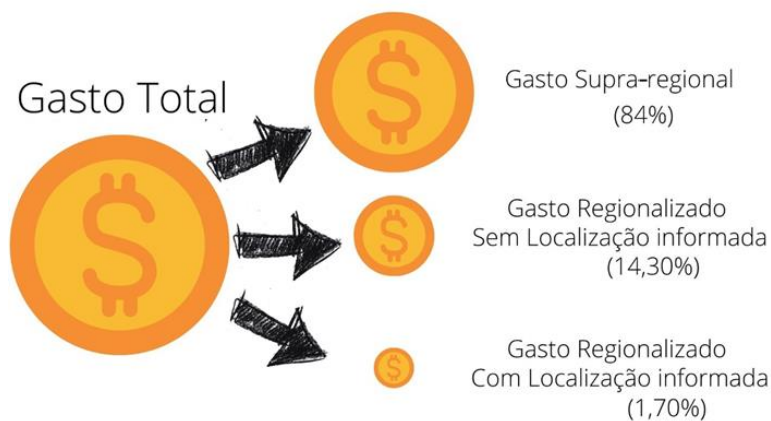 Gasto Total
Gasto Supra-regional
(84%)
Gasto Regionalizado
Sem Localização informada
(14,30%)
Gasto Regionalizado
Com Localização informada
(1,70%)